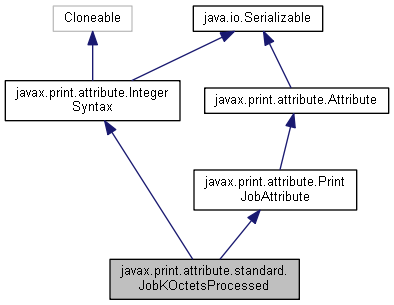 Cloneable
java.io.Serializable
javax.print.attribute.Integer
Syntax
javax.print.attribute.Attribute
javax.print.attribute.Print
JobAttribute
javax.print.attribute.standard.
JobKOctetsProcessed